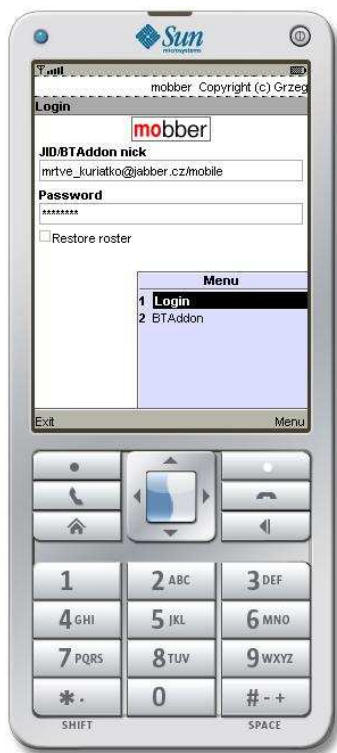 Sun
microsystems
mobber Copyright (c) Grzeg
Login
mobber
JID/BTAddon nick
mrtve_kuriatko@jabber.cz/mobile
Password
********
Restore roster
Menu
1 Login
2 BTAddon
Exit Menu
1 2 ABC 3 DEF
4 GHI 5 JKL 6 MNO
7 PQRS 8 TUV 9 WXYZ
* . 0 # - +
SHIFT SPACE